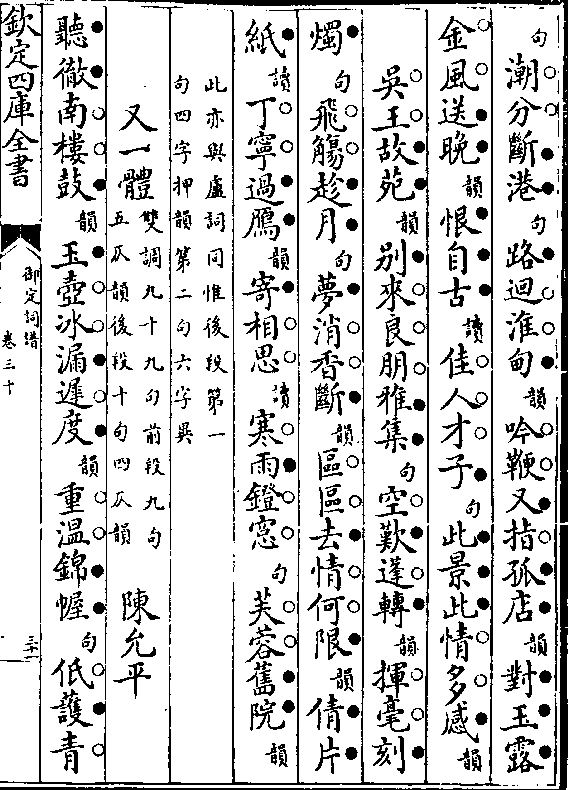 句潮分斷港句路迴淮甸韻吟鞭又指孤店韻對玉露
金風送晚韻恨自古讀佳人才子句此景此情多感韻
吳王故苑韻别來良朋雅集句空歎蓬轉韻揮毫刻
燭句飛觴趁月句夢消香斷韻區區去情何限韻倩片
紙讀丁寧過鴈韻寄相思讀寒雨鐙窓句芙蓉舊院韻
此亦與盧詞同惟後段第一
句四字押韻第二句六字異
又一體雙調九十九句前段九句
五仄韻後段十句四仄韻陳允平
聽徹南樓鼓韻玉壺冰漏遲度韻重温錦幄句低護青
欽定四庫全書
御定詞譜
卷三十
三十二